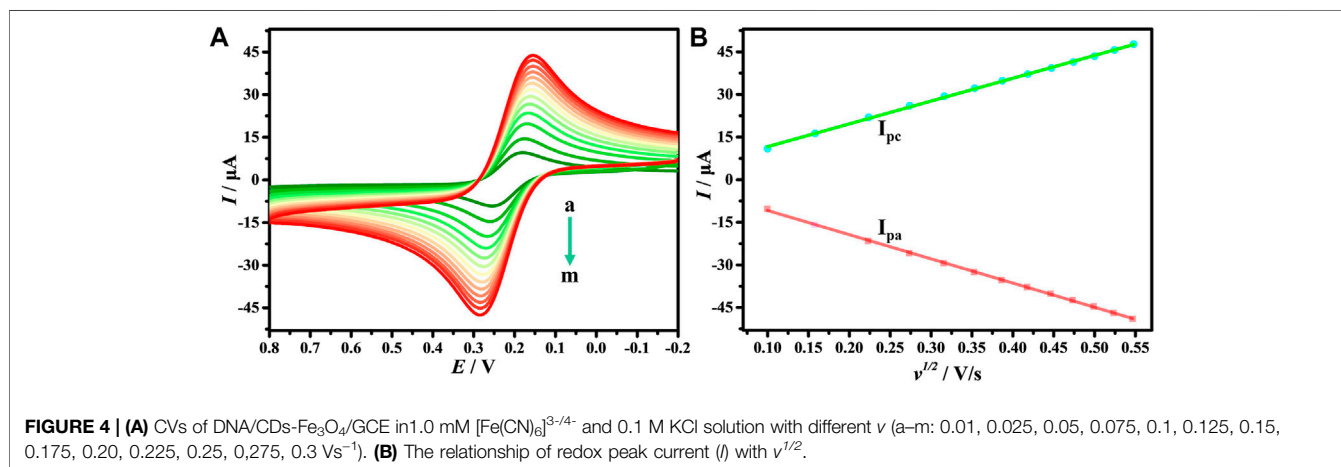 A
45
30
15
0
-15
-30
-45
I / µA
a
m
0.8 0.7 0.6 0.5 0.4 0.3 0.2 0.1 0.0 -0.1 -0.2
E / V
B
45
30
15
0
-15
-30
-45
I / µA
Ipc
Ipa
0.10 0.15 0.20 0.25 0.30 0.35 0.40 0.45 0.50 0.55
v1/2 / V/s
FIGURE 4 | (A) CVs of DNA/CDs-Fe3O4/GCE in1.0 mM [Fe(CN)6]3-/4- and 0.1 M KCl solution with different v (a–m: 0.01, 0.025, 0.05, 0.075, 0.1, 0.125, 0.15,
0.175, 0.20, 0.225, 0.25, 0,275, 0.3 Vs−1). (B) The relationship of redox peak current (I) with v1/2.